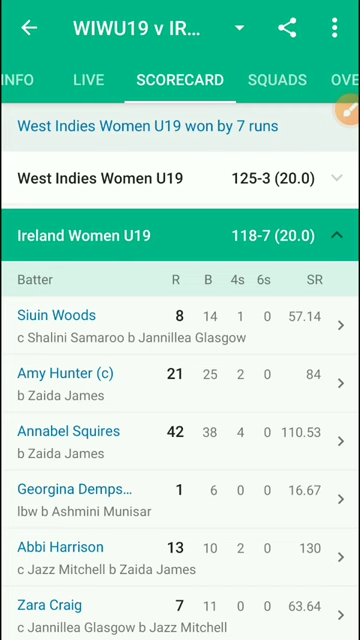 WIWU19 v IR...
INFO LIVE SCORECARD SQUADS OVE
West Indies Women U19 won by 7 runs
West Indies Women U19 125-3 (20.0)
Ireland Women U19 118-7 (20.0)
Batter R B 4s 6s SR
Siuin Woods 8 14 1 0 57.14
c Shalini Samaroo b Jannillea Glasgow
Amy Hunter (c) 21 25 2 0 84
b Zaida James
Annabel Squires 42 38 4 0 110.53
b Zaida James
Georgina Demps... 1 6 0 0 16.67
lbw b Ashmini Munisar
Abbi Harrison 13 10 2 0 130
c Jazz Mitchell b Zaida James
Zara Craig 7 11 0 0 63.64
c Jannillea Glasgow b Jazz Mitchell